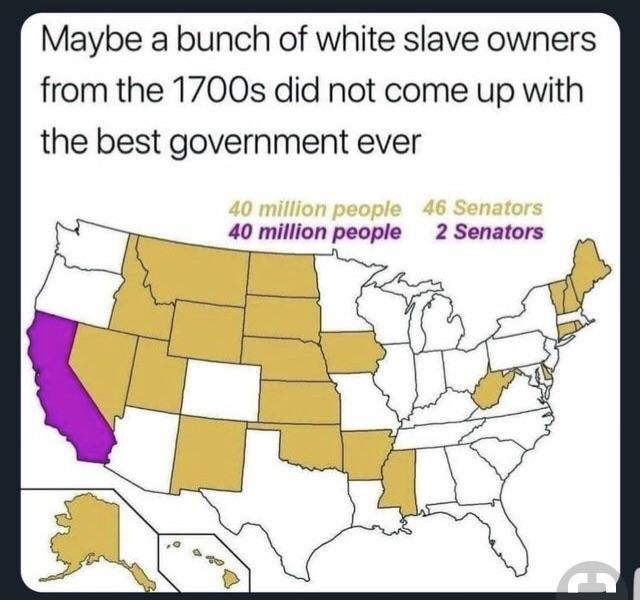 Maybe a bunch of white slave owners
from the 1700s did not come up with
the best government ever
40 million people 46 Senators
40 million people 2 Senators